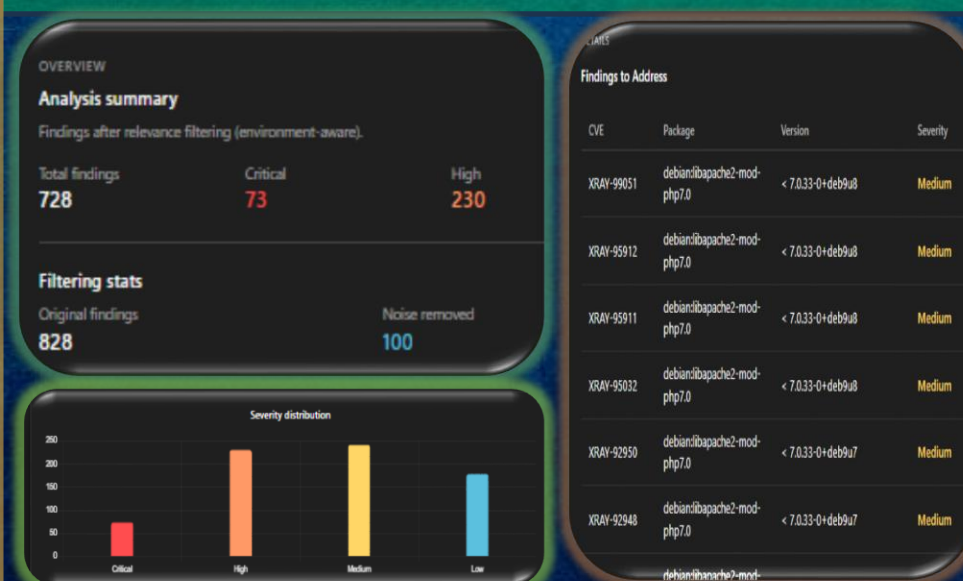 OVERVIEW
Analysis summary
Findings after relevance filtering (environment-aware).
Total findings
Critical
High
728
73
230
Filtering stats
Original findings
Noise removed
828
100
Severity distribution
250
200
150
100
50
0
Critical
High
Medium
Low
Findings to Address
CVE
Package
Version
Severity
XRAY-99051
debian:libapache2-mod-
php7.0
< 7.0.33-0+deb9u8
Medium
XRAY-95912
debian:libapache2-mod-
php7.0
< 7.0.33-0+deb9u8
Medium
XRAY-95911
debian:libapache2-mod-
php7.0
< 7.0.33-0+deb9u8
Medium
XRAY-95032
debian:libapache2-mod-
php7.0
< 7.0.33-0+deb9u8
Medium
XRAY-92950
debian:libapache2-mod-
php7.0
< 7.0.33-0+deb9u7
Medium
XRAY-92948
debian:libapache2-mod-
php7.0
< 7.0.33-0+deb9u7
Medium
debian:libapache2-mod-